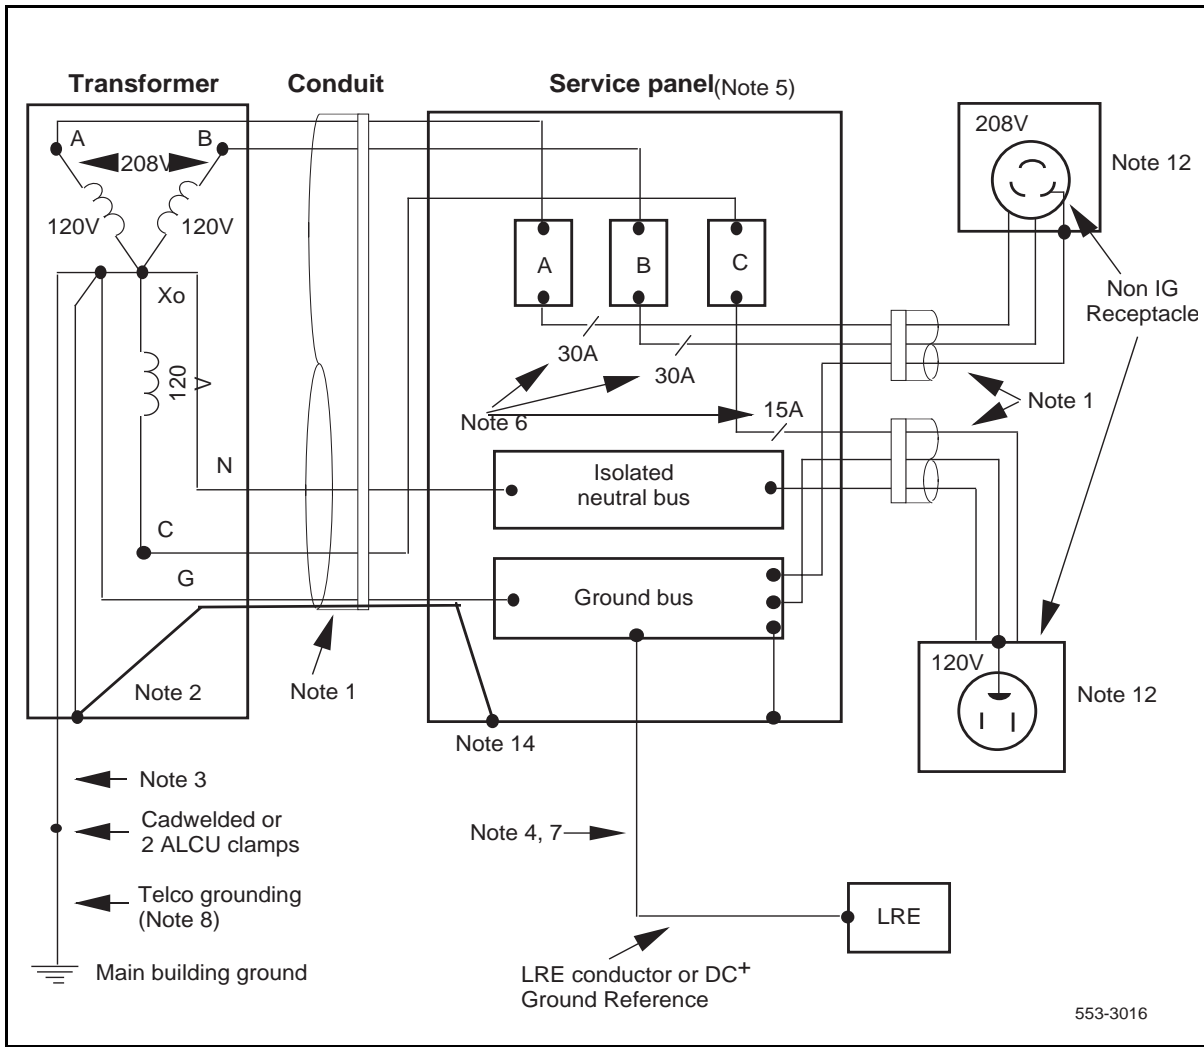 Transformer
Conduit
Service panel(Note 5)
A
B
208V
120V
120V
Xo
120 V
N
C
G
Note 2
Note 1
A
B
C
30A
30A
15A
Note 6
Isolated
neutral bus
Ground bus
Note 14
208V
Note 12
Non IG
Receptacle
Note 1
120V
Note 12
Note 3
Cadwelded or
2 ALCU clamps
Telco grounding
(Note 8)
Main building ground
Note 4, 7
LRE
LRE conductor or DC+
Ground Reference
553-3016